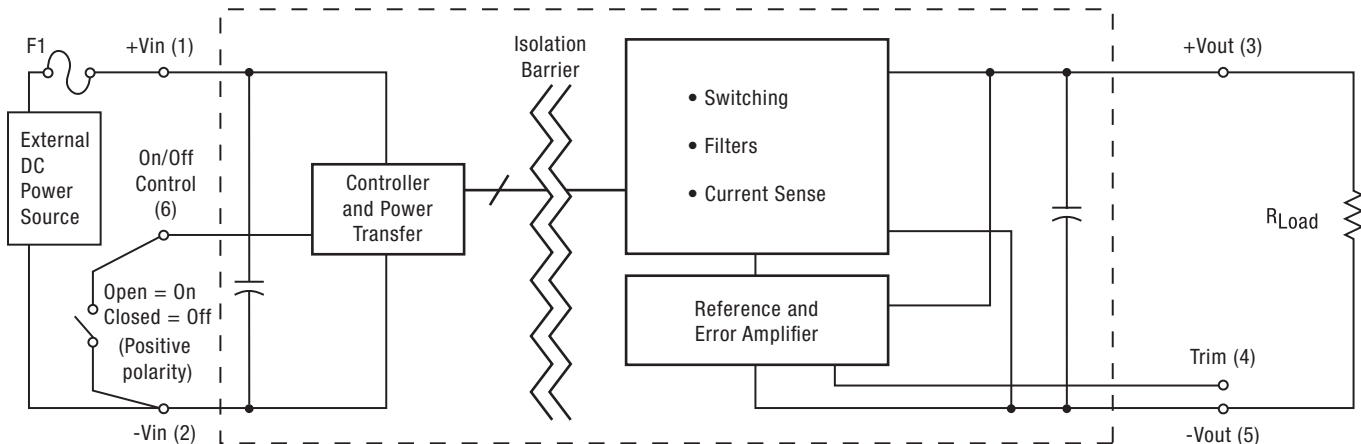 F1
+Vin (1)
External
DC
Power
Source
On/Off
Control
(6)
Open = On
Closed = Off
(Positive
polarity)
-Vin (2)
Controller
and Power
Transfer
Isolation
Barrier
• Switching
• Filters
• Current Sense
Reference and
Error Amplifier
+Vout (3)
RLoad
Trim (4)
-Vout (5)